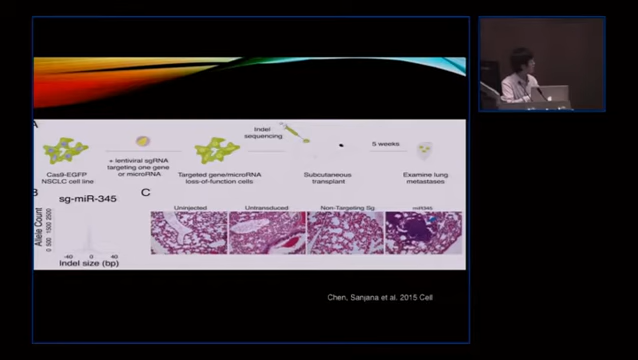 A
Cas9-EGFP
NSCLC cell line
+ lentiviral sgRNA
targeting one gene
or microRNA
Targeted gene/microRNA
loss-of-function cells
Indel
sequencing
Subcutaneous
transplant
5 weeks
Examine lung
metastases
B
sg-miR-345
Allele Count
0 500 1500 2500
-40 0 40
Indel size (bp)
C
Uninjected
Untransduced
Non-Targeting Sg
miR345
Chen, Sanjana et al. 2015 Cell